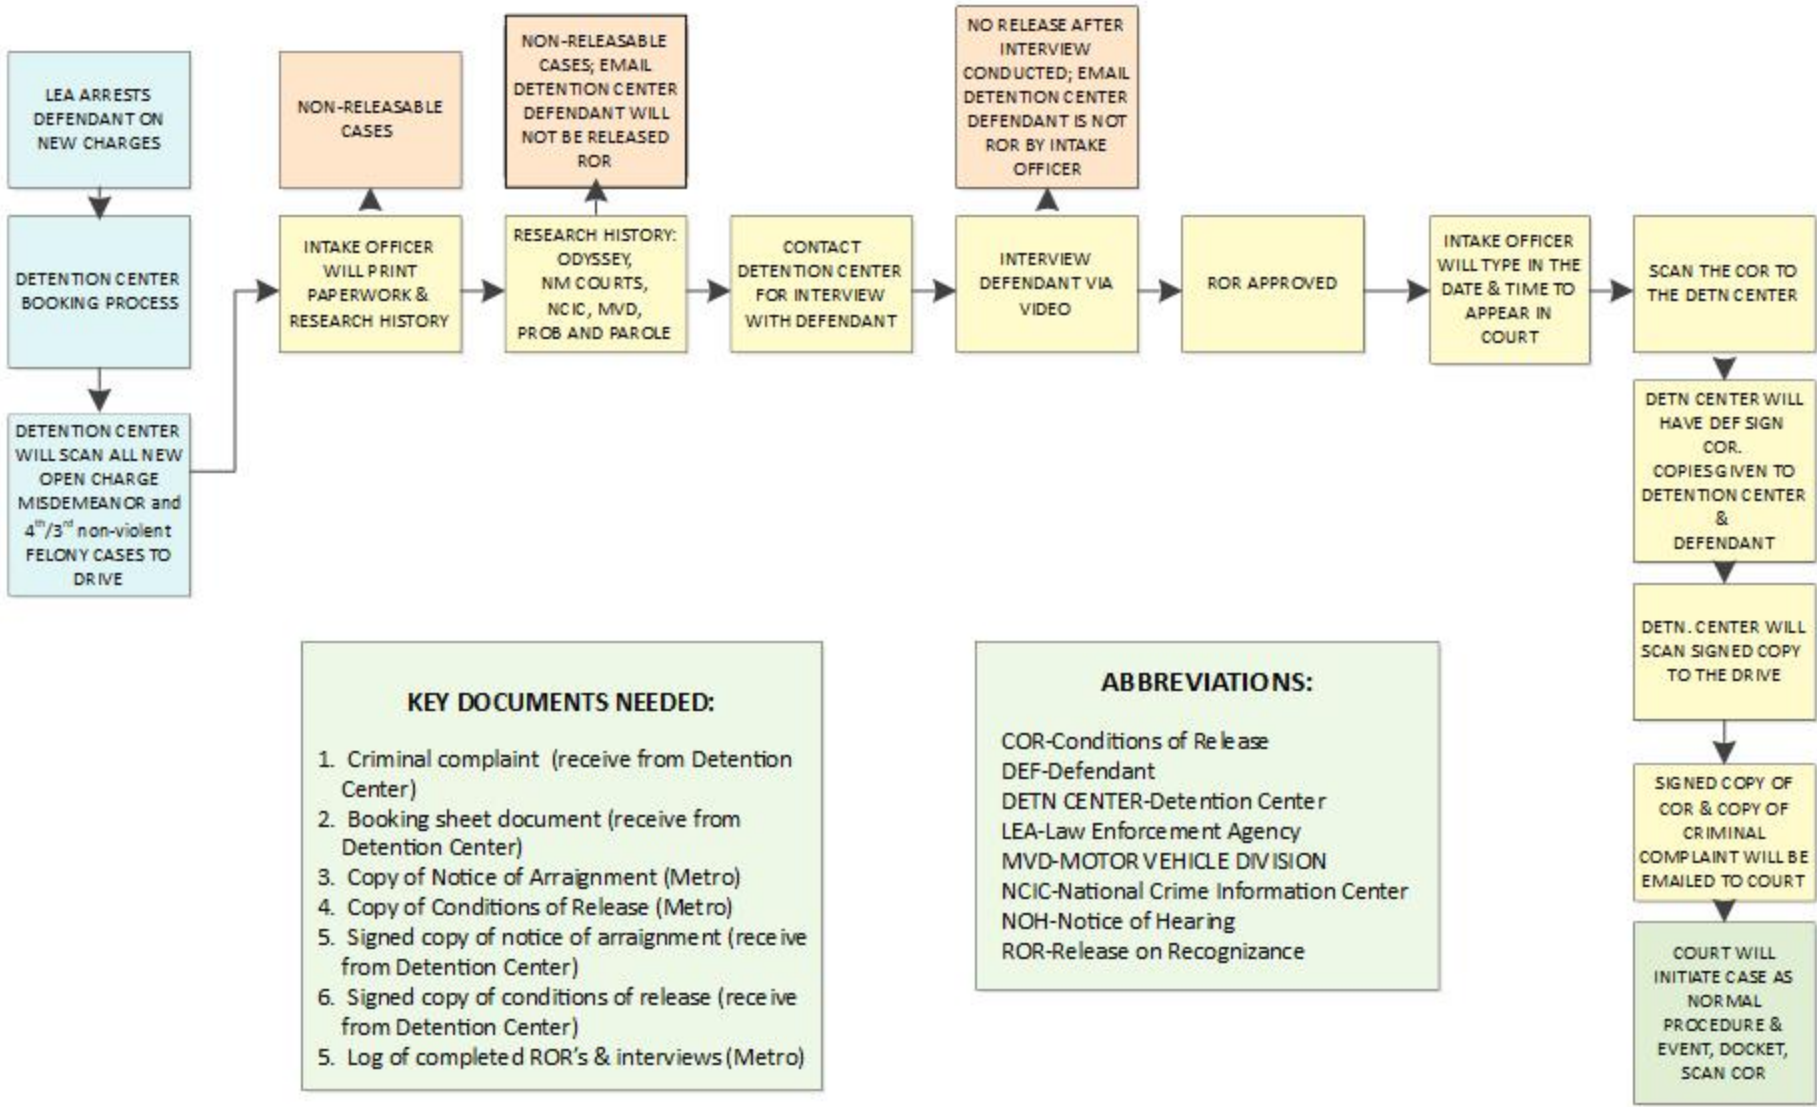 LEA ARRESTS
DEFENDANT ON
NEW CHARGES
DETENTION CENTER
BOOKING PROCESS
DETENTION CENTER
WILL SCAN ALL NEW
OPEN CHARGE
MISDEMEANOR and
4th/3rd non-violent
FELONY CASES TO
DRIVE
NON-RELEASABLE
CASES
INTAKE OFFICER
WILL PRINT
PAPERWORK &
RESEARCH HISTORY
NON-RELEASABLE
CASES; EMAIL
DETENTION CENTER
DEFENDANT WILL
NOT BE RELEASED
ROR
RESEARCH HISTORY:
ODYSSEY,
NM COURTS,
NCIC, MVD,
PROB AND PAROLE
CONTACT
DETENTION CENTER
FOR INTERVIEW
WITH DEFENDANT
NO RELEASE AFTER
INTERVIEW
CONDUCTED; EMAIL
DETENTION CENTER
DEFENDANT IS NOT
ROR BY INTAKE
OFFICER
INTERVIEW
DEFENDANT VIA
VIDEO
ROR APPROVED
INTAKE OFFICER
WILL TYPE IN THE
DATE & TIME TO
APPEAR IN
COURT
SCAN THE COR TO
THE DETN CENTER
DETN CENTER WILL
HAVE DEF SIGN
COR.
COPIES GIVEN TO
DETENTION CENTER
&
DEFENDANT
DETN. CENTER WILL
SCAN SIGNED COPY
TO THE DRIVE
SIGNED COPY OF
COR & COPY OF
CRIMINAL
COMPLAINT WILL BE
EMAILED TO COURT
COURT WILL
INITIATE CASE AS
NORMAL
PROCEDURE &
EVENT, DOCKET,
SCAN COR
KEY DOCUMENTS NEEDED:
1. Criminal complaint (receive from Detention
Center)
2. Booking sheet document (receive from
Detention Center)
3. Copy of Notice of Arraignment (Metro)
4. Copy of Conditions of Release (Metro)
5. Signed copy of notice of arraignment (receive
from Detention Center)
6. Signed copy of conditions of release (receive
from Detention Center)
5. Log of completed ROR's & interviews (Metro)
ABBREVIATIONS:
COR-Conditions of Release
DEF-Defendant
DETN CENTER-Detention Center
LEA-Law Enforcement Agency
MVD-MOTOR VEHICLE DIVISION
NCIC-National Crime Information Center
NOH-Notice of Hearing
ROR-Release on Recognizance